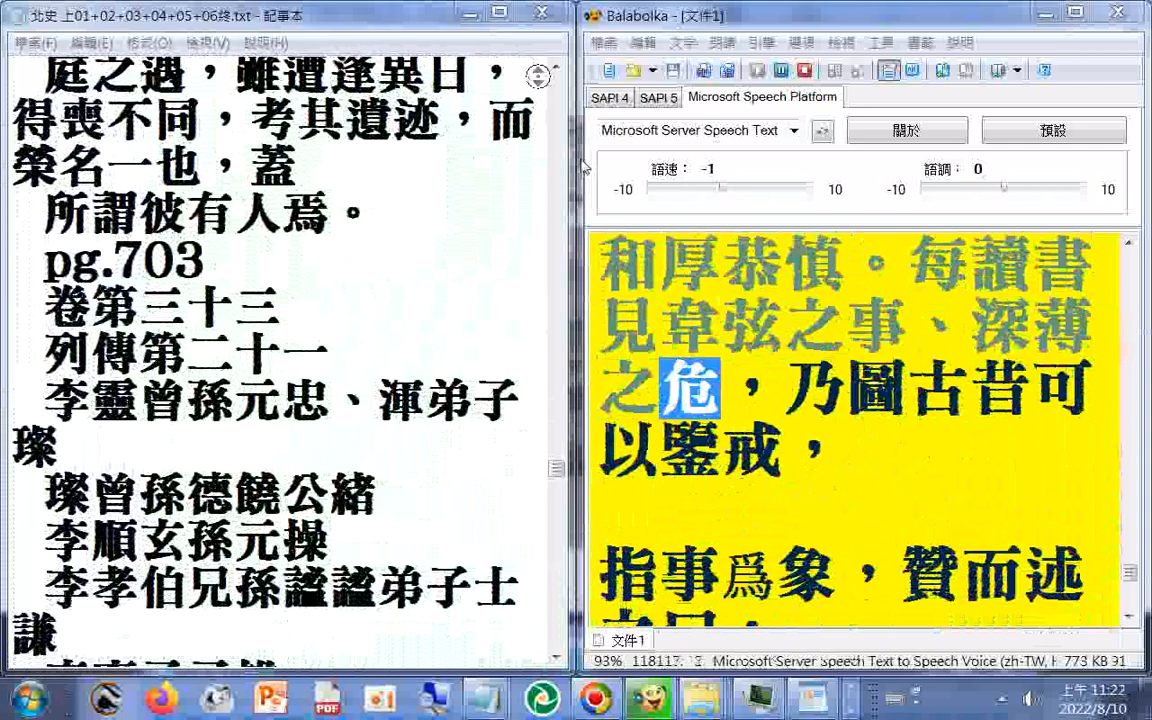 北史 上01+02+03+04+05+06终.txt - 記事本
檔案(F) 編輯(E) 格式(O) 檢視(V) 說明(H)
庭之遇，雖遭逢異日，
得喪不同，考其遺迹，而
榮名一也，蓋
所謂彼有人焉。
pg.703
卷第三十三
列傳第二十一
李靈曾孫元忠、渾弟子
璨
璨曾孫德饒公緒
李順玄孫元操
李孝伯兄孫謐謐弟子士
謙
Balabolka - [文件1]
檔案 編輯 文字 朗讀 引擎 選項 檢視 工具 書籤 說明
SAPI 4 SAPI 5 Microsoft Speech Platform
Microsoft Server Speech Text 關於 預設
語速： -1 語調： 0
-10 10 -10 10
和厚恭慎。每讀書
見韋弦之事、深薄
之危，乃圖古昔可
以鑒戒，
指事爲象，贊而述
之曰，
文件1
93% 118117: Microsoft Server Speech Text to Speech Voice (zh-TW, H 773 KB 91
上午 11:22
2022/8/10